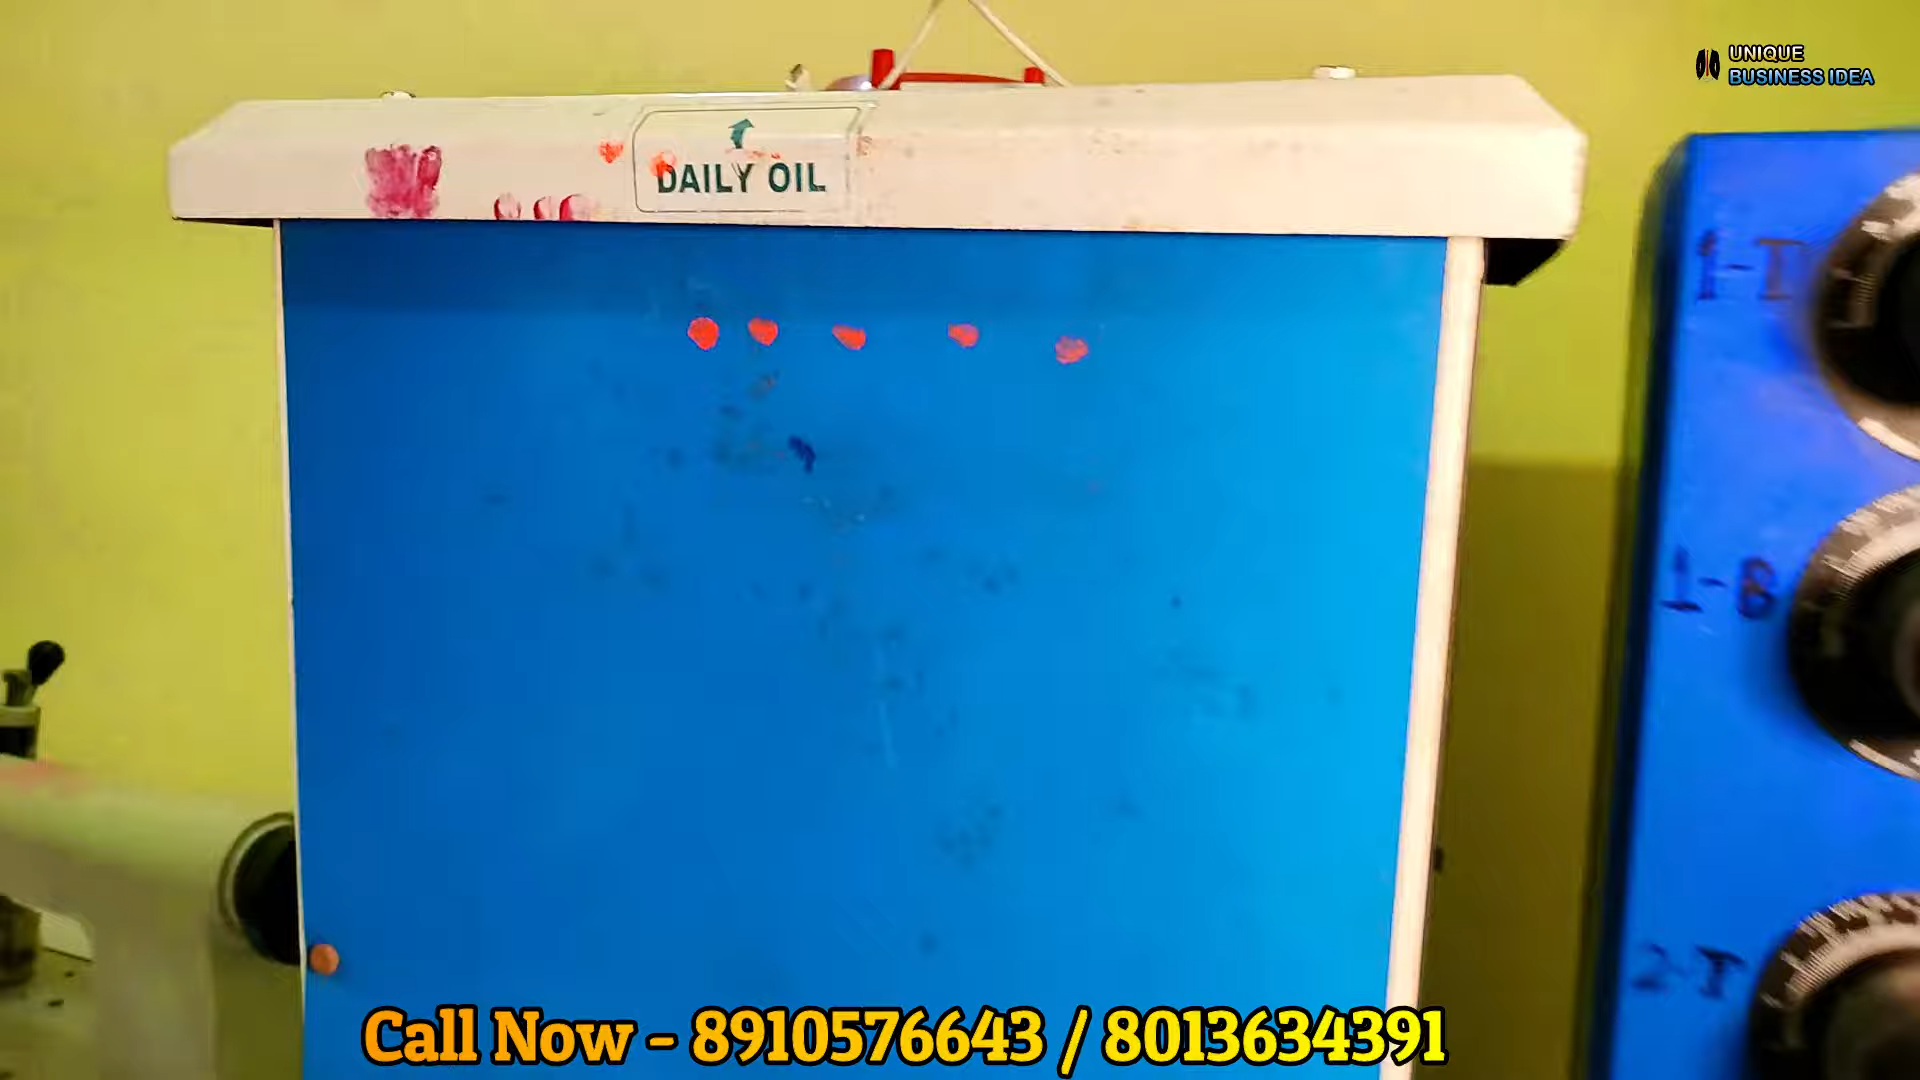 UNIQUE
BUSINESS IDEA
DAILY OIL
1-T
1-B
2-T
Call Now - 8910576643 / 8013634391